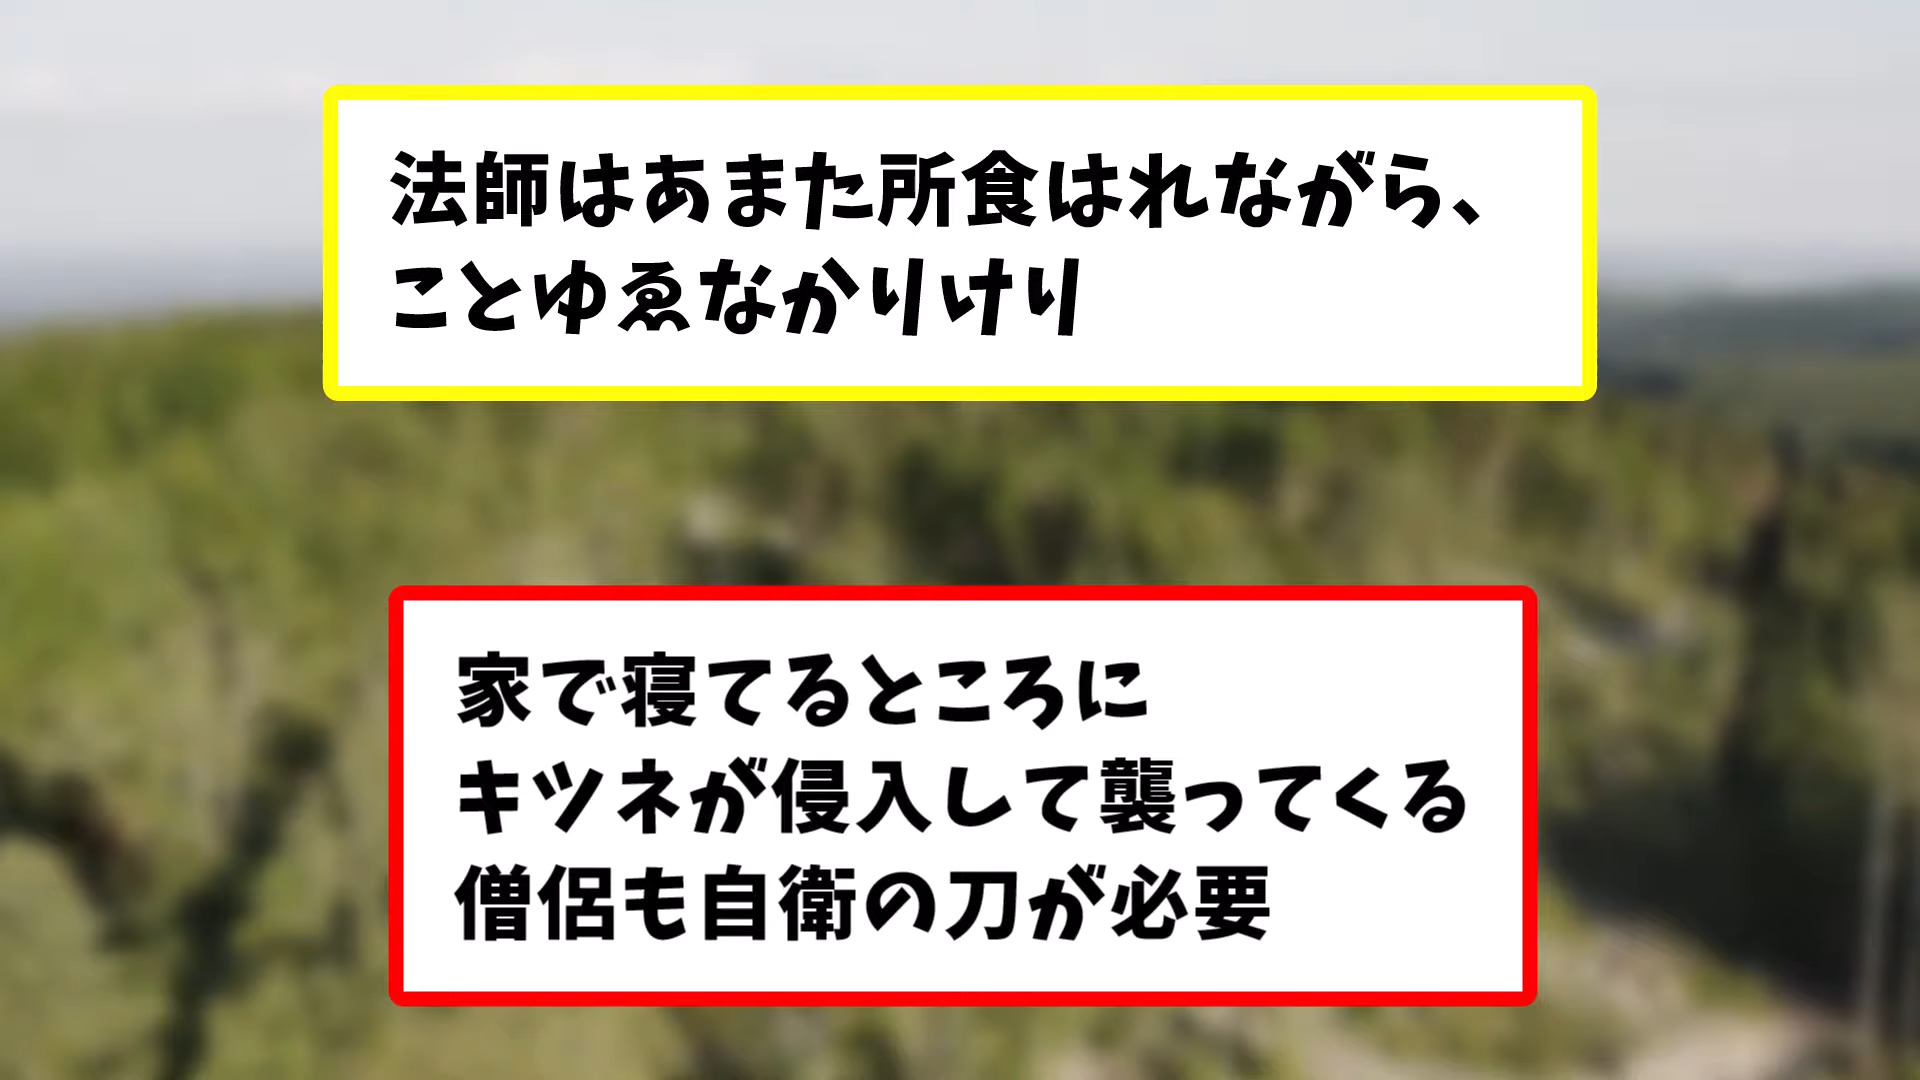 法師はあまた所食はれながら、
ことゆゑなかりけり
家で寝てるところに
キツネが侵入して襲ってくる
僧侶も自衛の刀が必要